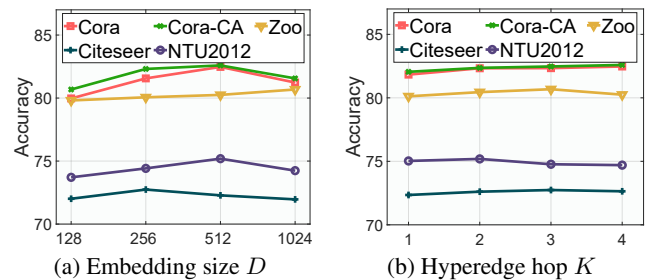 Cora Cora-CA Zoo
Citeseer NTU2012
Accuracy
85
80
75
70
128 256 512 1024
(a) Embedding size D
Cora Cora-CA Zoo
Citeseer NTU2012
Accuracy
85
80
75
70
1 2 3 4
(b) Hyperedge hop K